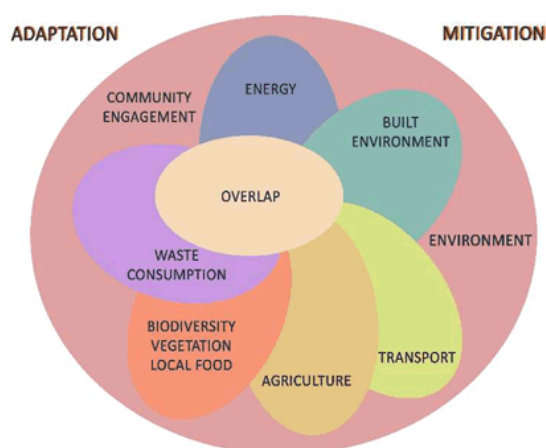 ADAPTATION
MITIGATION
ENERGY
COMMUNITY
ENGAGEMENT
BUILT
ENVIRONMENT
OVERLAP
ENVIRONMENT
WASTE
CONSUMPTION
BIODIVERSITY
VEGETATION
LOCAL FOOD
TRANSPORT
AGRICULTURE